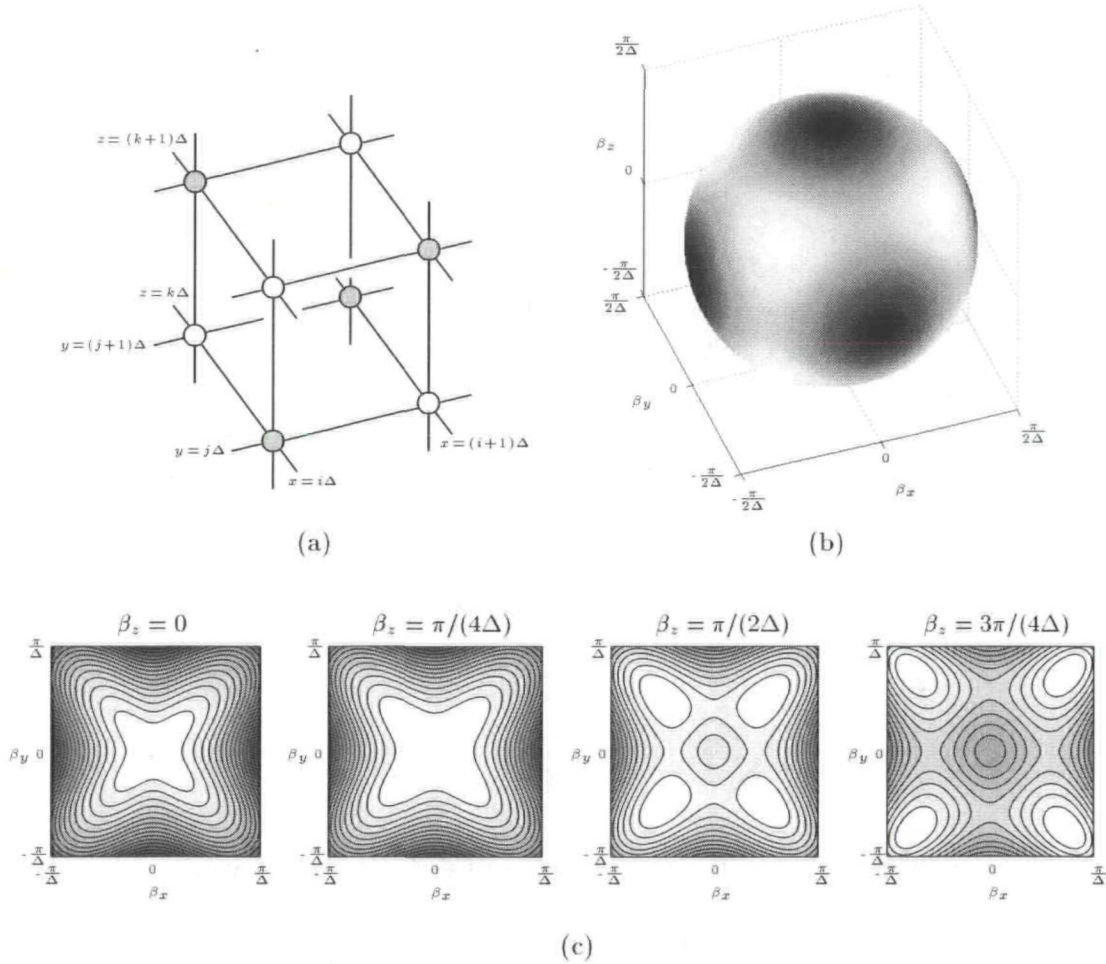 z=(k+1)Δ
z=kΔ
y=(j+1)Δ
y=jΔ
x=iΔ
x=(i+1)Δ
(a)
π/2Δ
β_z
0
-π/2Δ
π/2Δ
0
β_y
-π/2Δ
-π/2Δ
0
β_x
π/2Δ
(b)
β_z = 0
π/Δ
β_y 0
-π/Δ
-π/Δ 0 π/Δ
β_x
β_z = π/(4Δ)
π/Δ
β_y 0
-π/Δ
-π/Δ 0 π/Δ
β_x
β_z = π/(2Δ)
π/Δ
β_y 0
-π/Δ
-π/Δ 0 π/Δ
β_x
β_z = 3π/(4Δ)
π/Δ
β_y 0
-π/Δ
-π/Δ 0 π/Δ
β_x
(c)